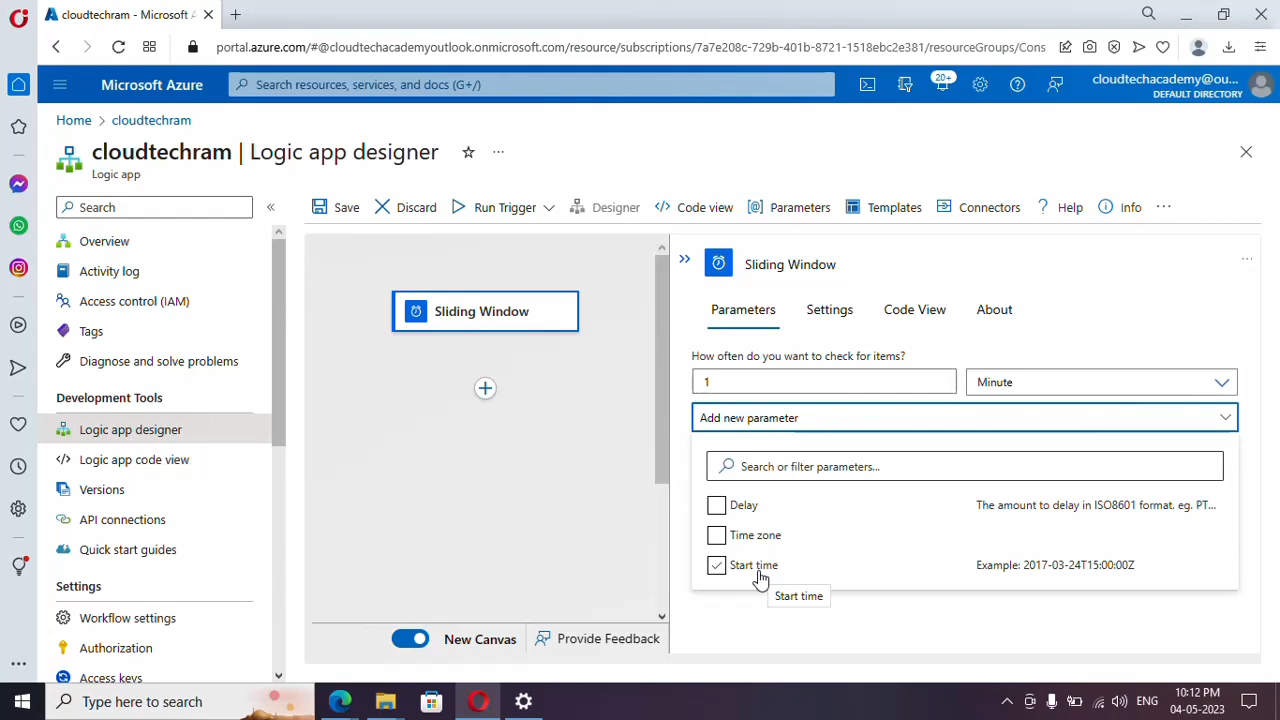 cloudtechram - Microsoft A
portal.azure.com/#@cloudtechacademyoutlook.onmicrosoft.com/resource/subscriptions/7a7e208c-729b-401b-8721-1518ebc2e381/resourceGroups/Cons
Microsoft Azure
Search resources, services, and docs (G+/)
20+
cloudtechacademy@ou...
DEFAULT DIRECTORY
Home > cloudtechram
cloudtechram | Logic app designer
Logic app
Search
Save Discard Run Trigger Designer Code view Parameters Templates Connectors Help Info
Overview
Activity log
Access control (IAM)
Tags
Diagnose and solve problems
Development Tools
Logic app designer
Logic app code view
Versions
API connections
Quick start guides
Settings
Workflow settings
Authorization
Access keys
Sliding Window
New Canvas
Provide Feedback
Sliding Window
Parameters Settings Code View About
How often do you want to check for items?
1 Minute
Add new parameter
Search or filter parameters...
Delay The amount to delay in ISO8601 format. eg. PT...
Time zone
Start time Example: 2017-03-24T15:00:00Z
Start time
Type here to search
ENG
10:12 PM
04-05-2023